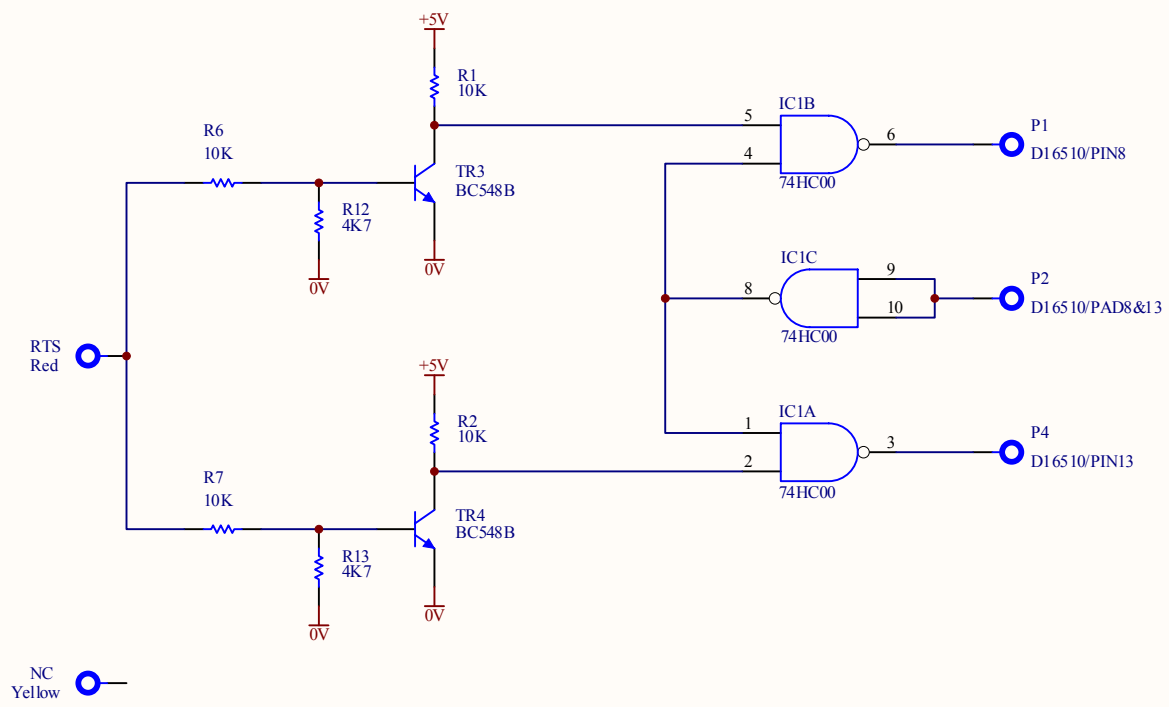 +5V
R1
10K
R6
10K
TR3
BC548B
R12
4K7
0V
0V
IC1B
5
4
6
74HC00
P1
D16510/PIN8
IC1C
8
9
10
74HC00
P2
D16510/PAD8&13
RTS
Red
+5V
R2
10K
R7
10K
TR4
BC548B
R13
4K7
0V
0V
IC1A
1
2
3
74HC00
P4
D16510/PIN13
NC
Yellow